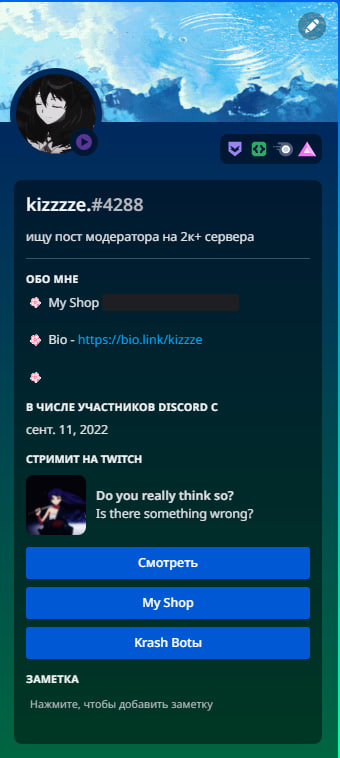 kizzzze.#4288
ищу пост модератора на 2к+ сервера
ОБО МНЕ
My Shop
Bio - https://bio.link/kizzze
В ЧИСЛЕ УЧАСТНИКОВ DISCORD С
сент. 11, 2022
СТРИМИТ НА TWITCH
Do you really think so?
Is there something wrong?
Смотреть
My Shop
Krash Botы
ЗАМЕТКА
Нажмите, чтобы добавить заметку